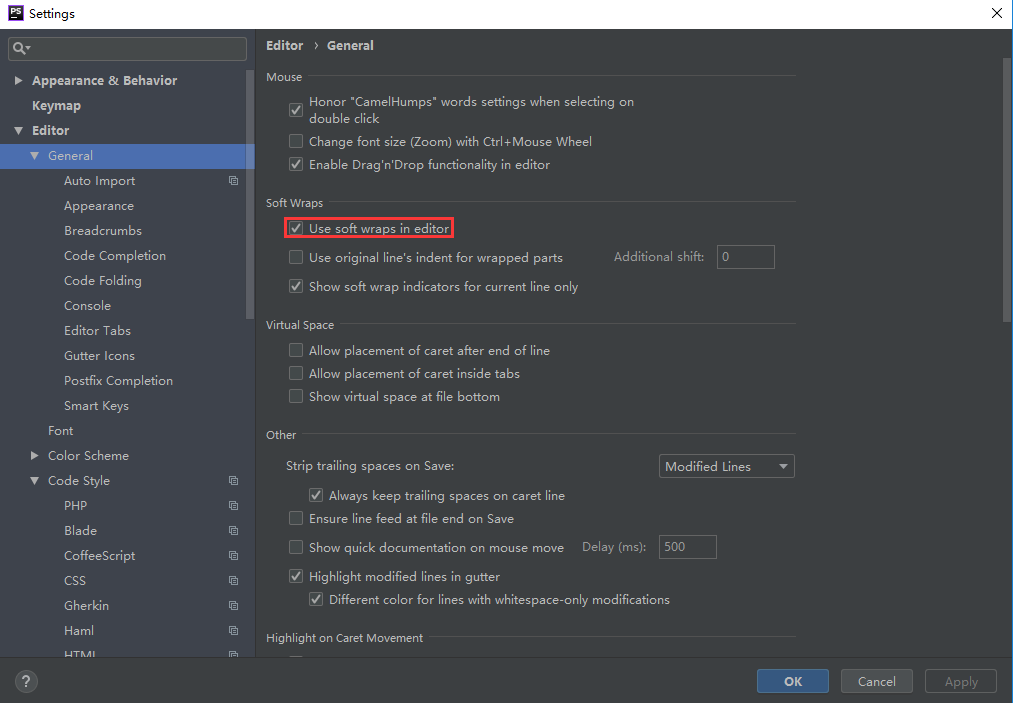 PS Settings
Appearance & Behavior
Keymap
Editor
General
Auto Import
Appearance
Breadcrumbs
Code Completion
Code Folding
Console
Editor Tabs
Gutter Icons
Postfix Completion
Smart Keys
Font
Color Scheme
Code Style
PHP
Blade
CoffeeScript
CSS
Gherkin
Haml
HTML
Editor › General
Mouse
Honor "CamelHumps" words settings when selecting on
double click
Change font size (Zoom) with Ctrl+Mouse Wheel
Enable Drag'n'Drop functionality in editor
Soft Wraps
Use soft wraps in editor
Use original line's indent for wrapped parts Additional shift: 0
Show soft wrap indicators for current line only
Virtual Space
Allow placement of caret after end of line
Allow placement of caret inside tabs
Show virtual space at file bottom
Other
Strip trailing spaces on Save: Modified Lines
Always keep trailing spaces on caret line
Ensure line feed at file end on Save
Show quick documentation on mouse move Delay (ms): 500
Highlight modified lines in gutter
Different color for lines with whitespace-only modifications
Highlight on Caret Movement
? OK Cancel Apply